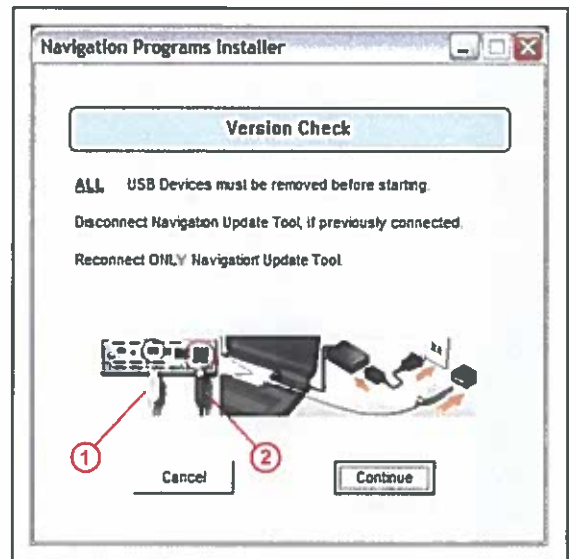 Navigation Programs Installer
Version Check
ALL USB Devices must be removed before starting.
Disconnect Navigation Update Tool, if previously connected.
Reconnect ONLY Navigation Update Tool.
1
2
Cancel
Continue